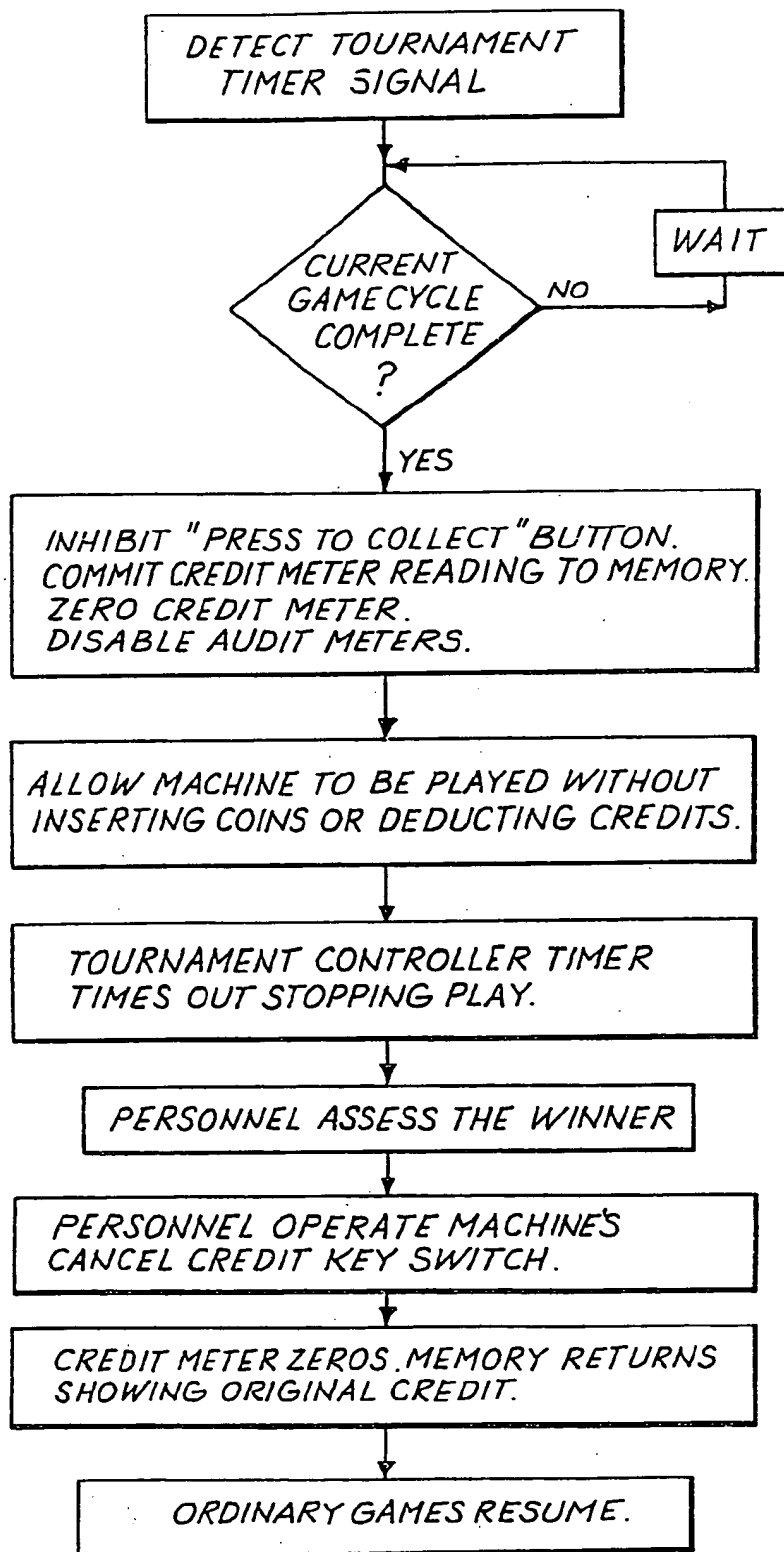 DETECT TOURNAMENT
TIMER SIGNAL
WAIT
CURRENT
GAME CYCLE
COMPLETE
?
NO
YES
INHIBIT "PRESS TO COLLECT" BUTTON.
COMMIT CREDIT METER READING TO MEMORY.
ZERO CREDIT METER.
DISABLE AUDIT METERS.
ALLOW MACHINE TO BE PLAYED WITHOUT
INSERTING COINS OR DEDUCTING CREDITS.
TOURNAMENT CONTROLLER TIMER
TIMES OUT STOPPING PLAY.
PERSONNEL ASSESS THE WINNER
PERSONNEL OPERATE MACHINE'S
CANCEL CREDIT KEY SWITCH.
CREDIT METER ZEROS. MEMORY RETURNS
SHOWING ORIGINAL CREDIT.
ORDINARY GAMES RESUME.